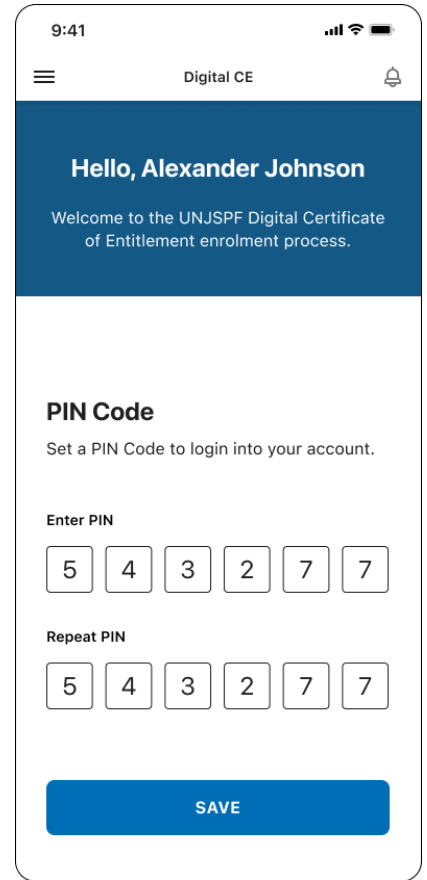 9:41
Digital CE
Hello, Alexander Johnson
Welcome to the UNJSPF Digital Certificate
of Entitlement enrolment process.
PIN Code
Set a PIN Code to login into your account.
Enter PIN
5 4 3 2 7 7
Repeat PIN
5 4 3 2 7 7
SAVE